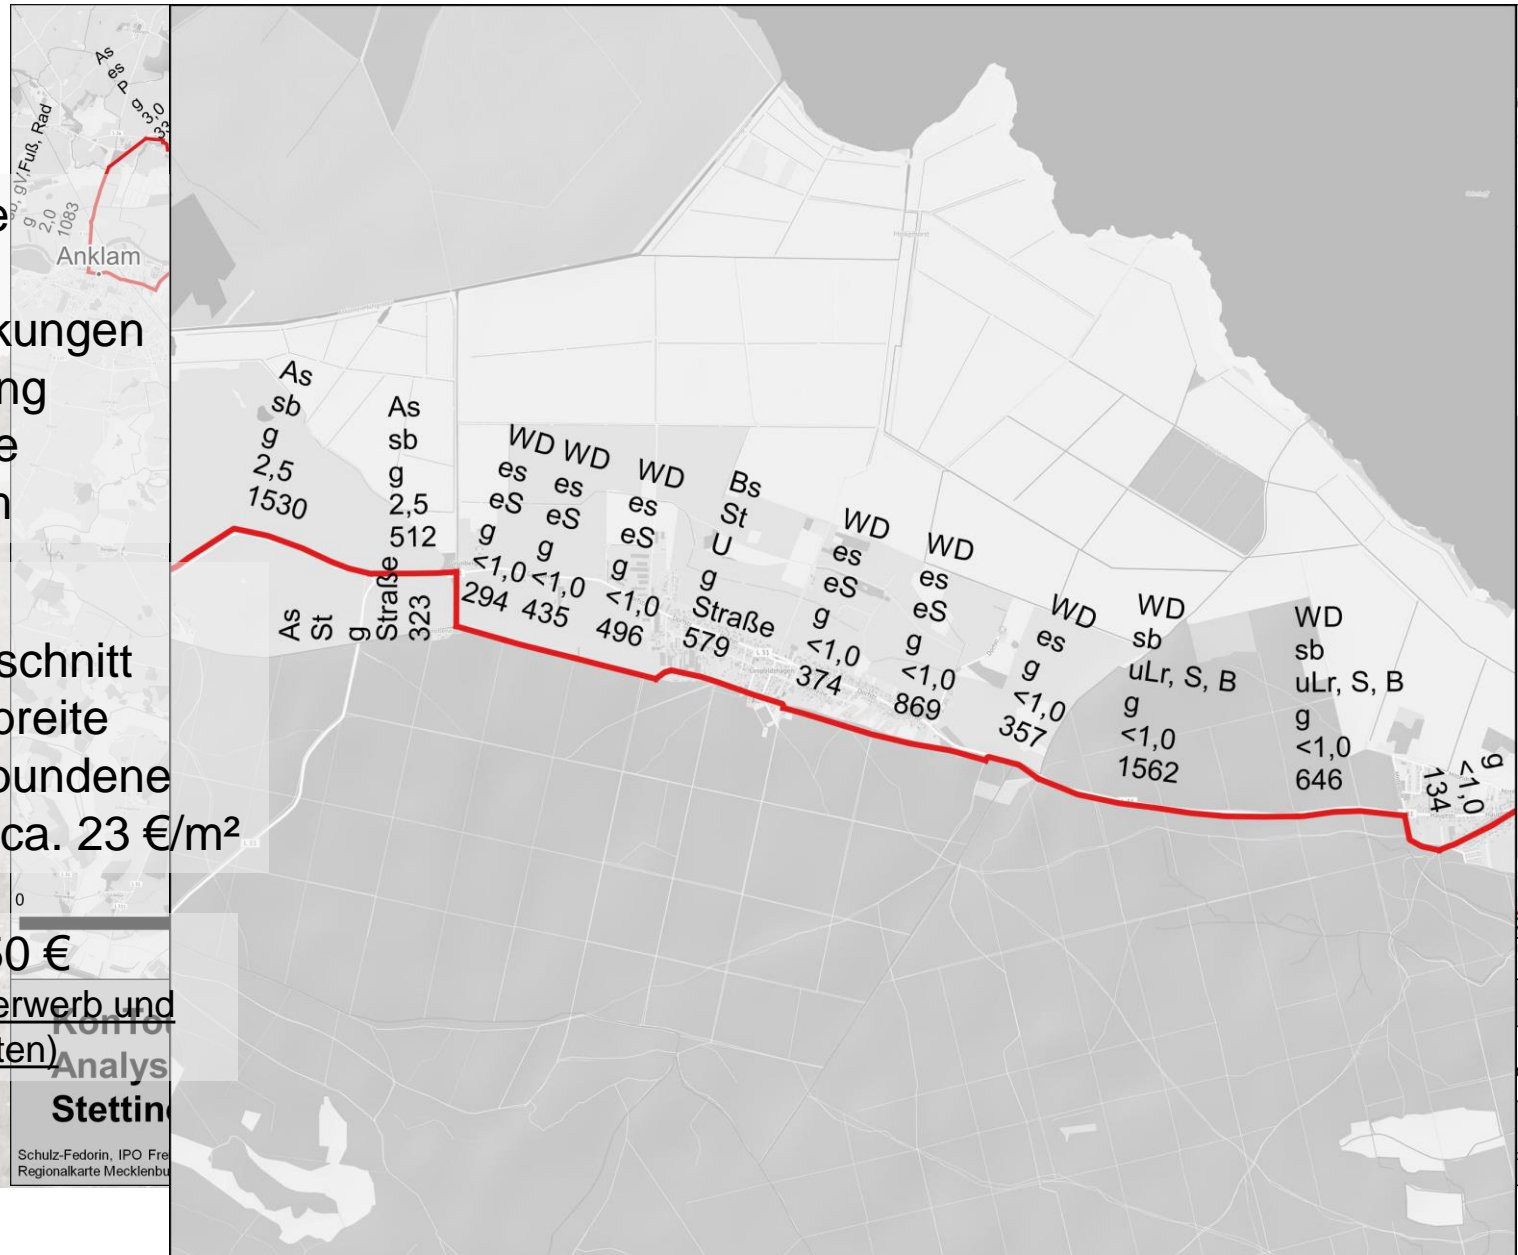 As
es
P
g
3,0
gV,Fuß, Rad
g
2,0
1083
Anklam
e
kungen
ng
e
n
schnitt
breite
bundene
ca. 23 €/m²
0
50 €
erwerb und
ten)
KonTo
Analys
Stettin
Schulz-Fedorin, IPO Fre
Regionalkarte Mecklenbu
As
sb
g
2,5
1530
As
sb
g
2,5
512
As
St
g
Straße
323
WD
es
eS
g
<1,0
294
WD
es
eS
g
<1,0
435
WD
es
eS
g
<1,0
496
Bs
St
U
g
Straße
579
WD
es
eS
g
<1,0
374
WD
es
eS
g
<1,0
869
WD
es
g
<1,0
357
WD
sb
uLr, S, B
g
<1,0
1562
WD
sb
uLr, S, B
g
<1,0
646
g
<1,0
134
L 31